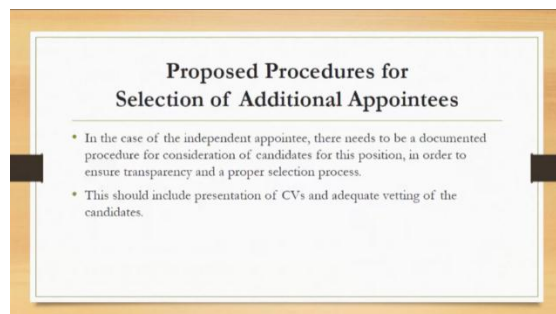 Proposed Procedures for
Selection of Additional Appointees
• In the case of the independent appointee, there needs to be a documented
procedure for consideration of candidates for this position, in order to
ensure transparency and a proper selection process.
• This should include presentation of CVs and adequate vetting of the
candidates.